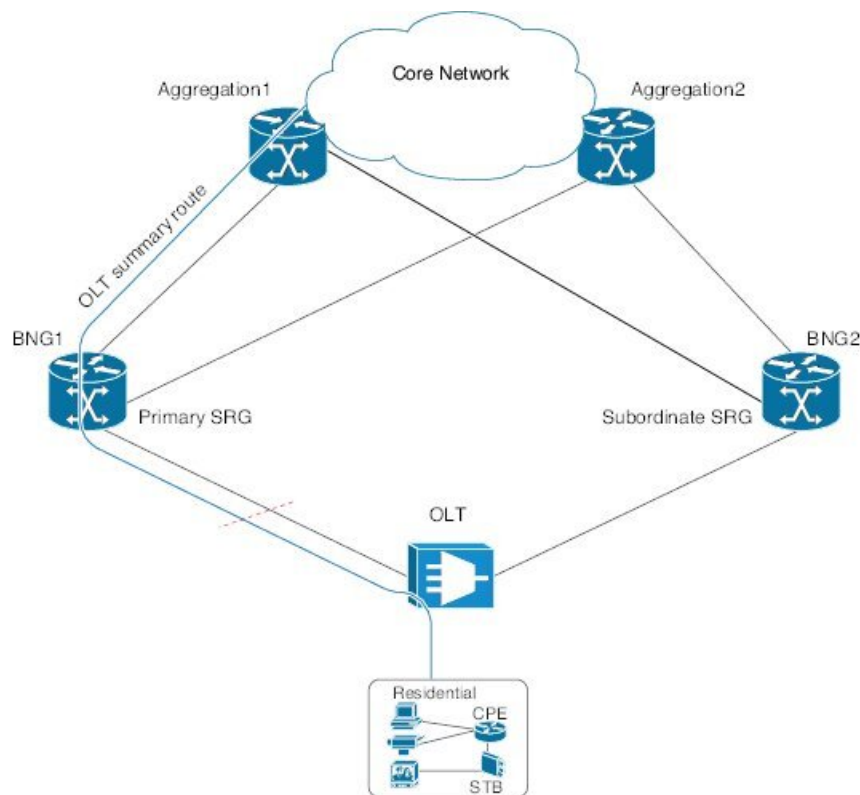 Core Network
Aggregation1
Aggregation2
OLT summary route
BNG1
BNG2
Primary SRG
Subordinate SRG
OLT
Residential
CPE
STB